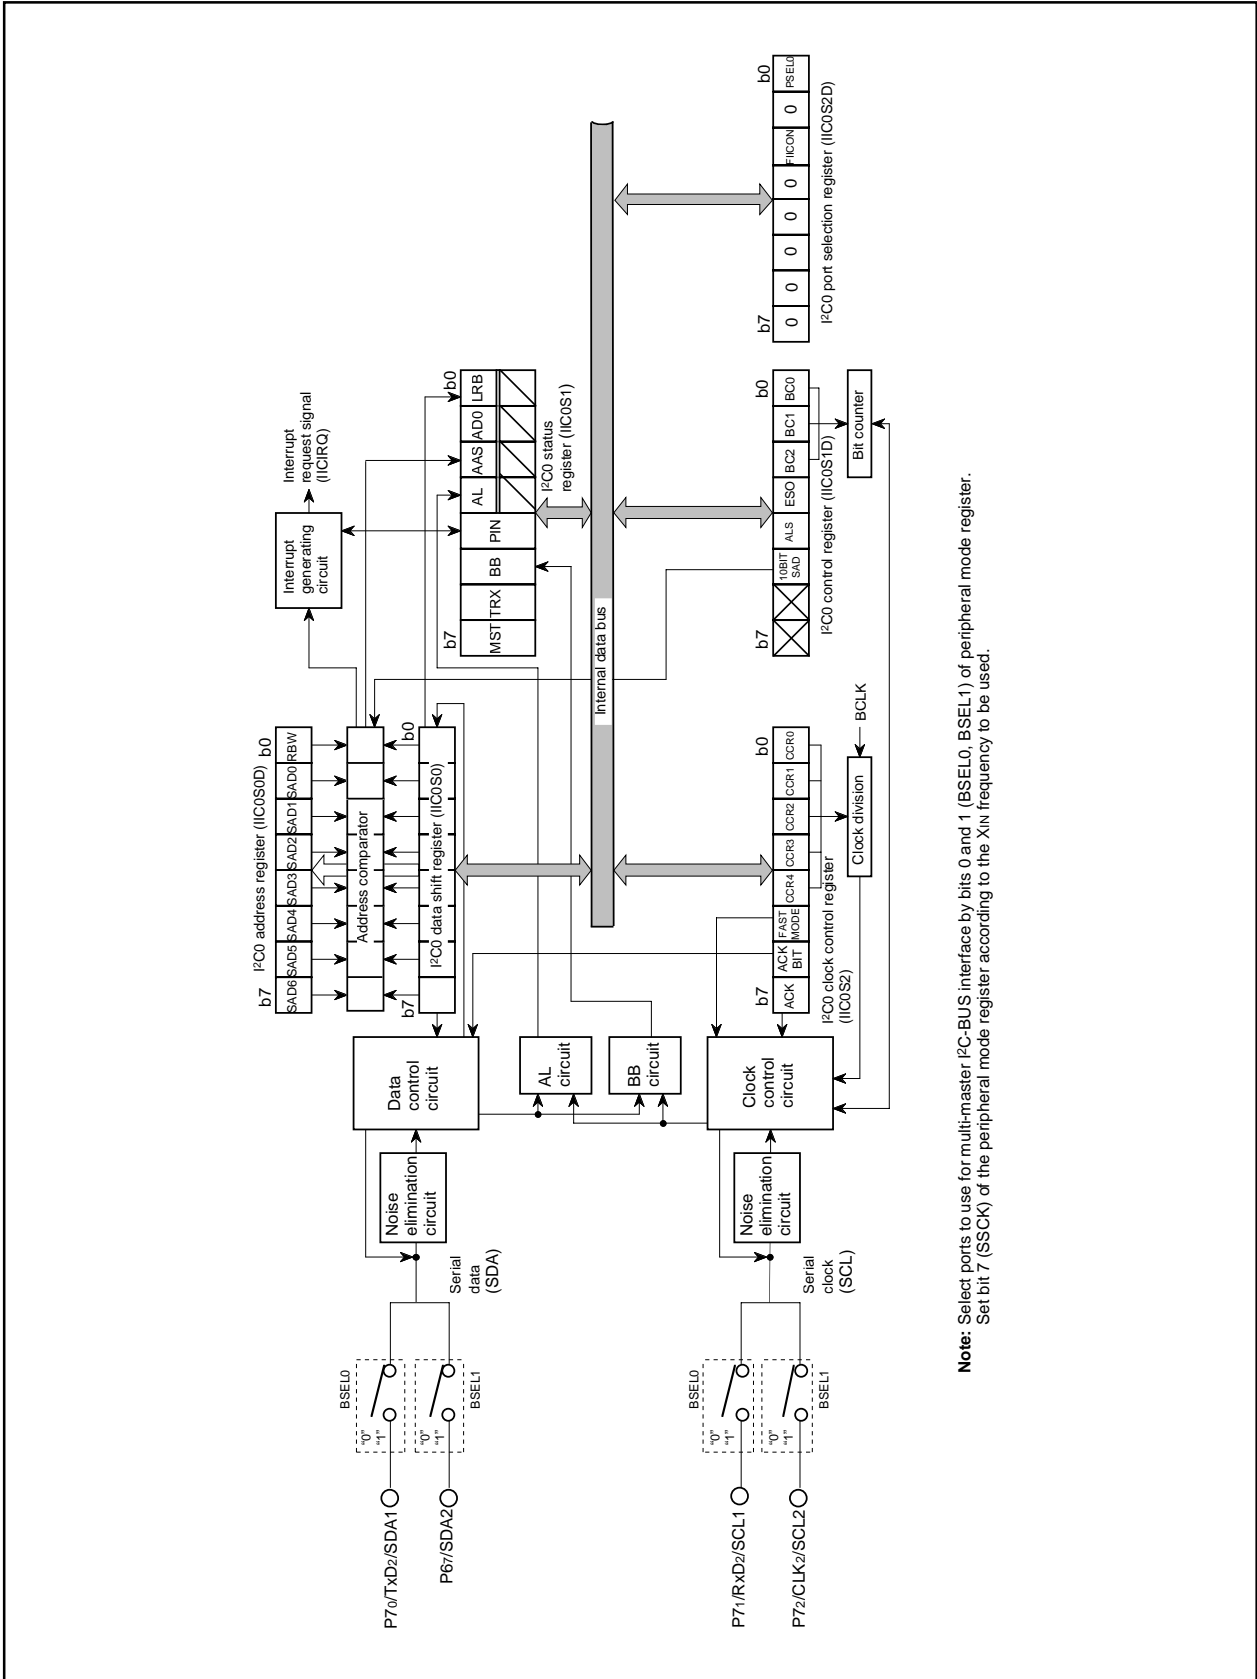 I²C0 address register (IIC0S0D)
b7 b0
SAD6 SAD5 SAD4 SAD3 SAD2 SAD1 SAD0 RBW
Address comparator
b7 b0
I²C0 data shift register (IIC0S0)
Interrupt generating circuit
Interrupt request signal (IICIRQ)
b7 b0
MST TRX BB PIN AL AAS AD0 LRB
I²C0 status register (IIC0S1)
P70/TxD2/SDA1
P67/SDA2
BSEL0
"0"
"1"
"0"
"1"
BSEL1
Serial data (SDA)
Noise elimination circuit
Data control circuit
AL circuit
BB circuit
Internal data bus
P71/RxD2/SCL1
P72/CLK2/SCL2
BSEL0
"0"
"1"
"0"
"1"
BSEL1
Serial clock (SCL)
Noise elimination circuit
Clock control circuit
b7 b0
ACK ACK BIT FAST MODE CCR4 CCR3 CCR2 CCR1 CCR0
I²C0 clock control register (IIC0S2)
Clock division
BCLK
b7 b0
10BIT SAD ALS ESO BC2 BC1 BC0
I²C0 control register (IIC0S1D)
Bit counter
b7 b0
0 0 0 0 0 FIICON 0 PSEL0
I²C0 port selection register (IIC0S2D)
Note: Select ports to use for multi-master I²C-BUS interface by bits 0 and 1 (BSEL0, BSEL1) of peripheral mode register.
Set bit 7 (SSCK) of the peripheral mode register according to the XIN frequency to be used.